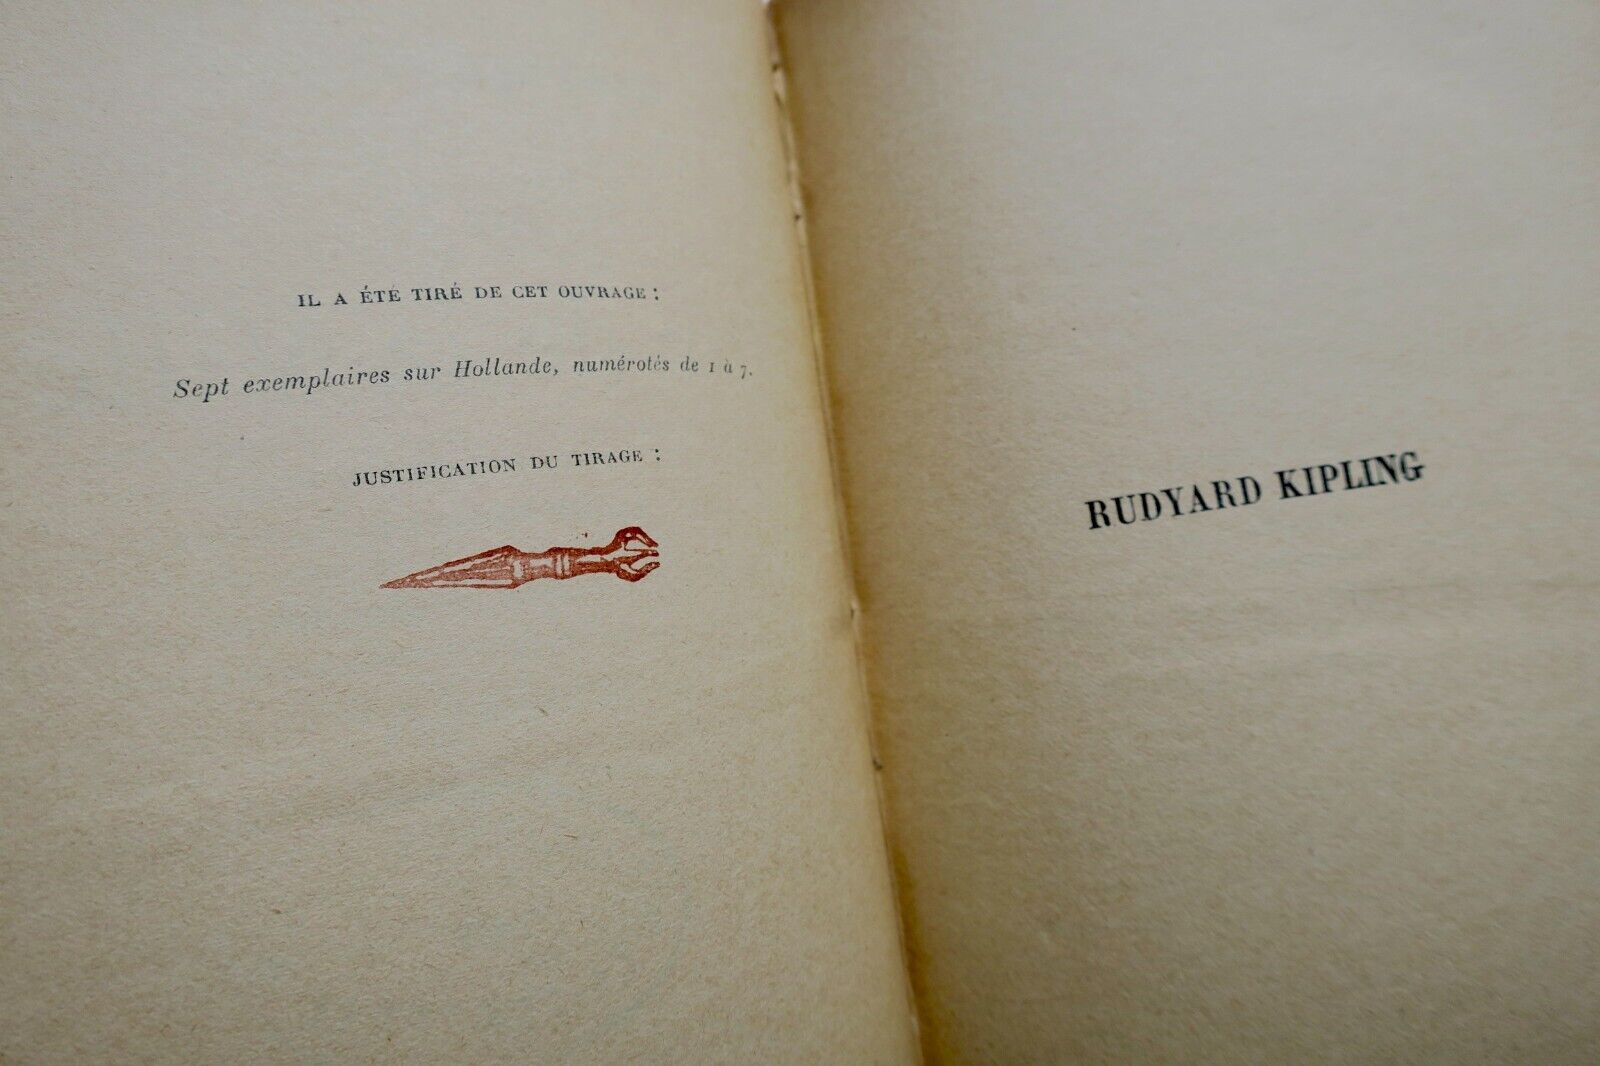 IL A ÉTÉ TIRÉ DE CET OUVRAGE :
Sept exemplaires sur Hollande, numérotés de 1 à 7.
JUSTIFICATION DU TIRAGE :
RUDYARD KIPLING